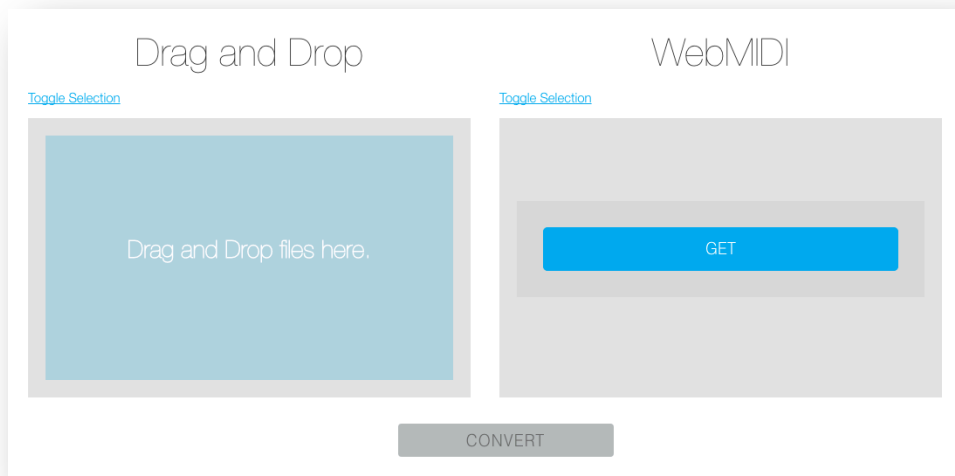 Drag and Drop
Toggle Selection
Drag and Drop files here.
WebMIDI
Toggle Selection
GET
CONVERT